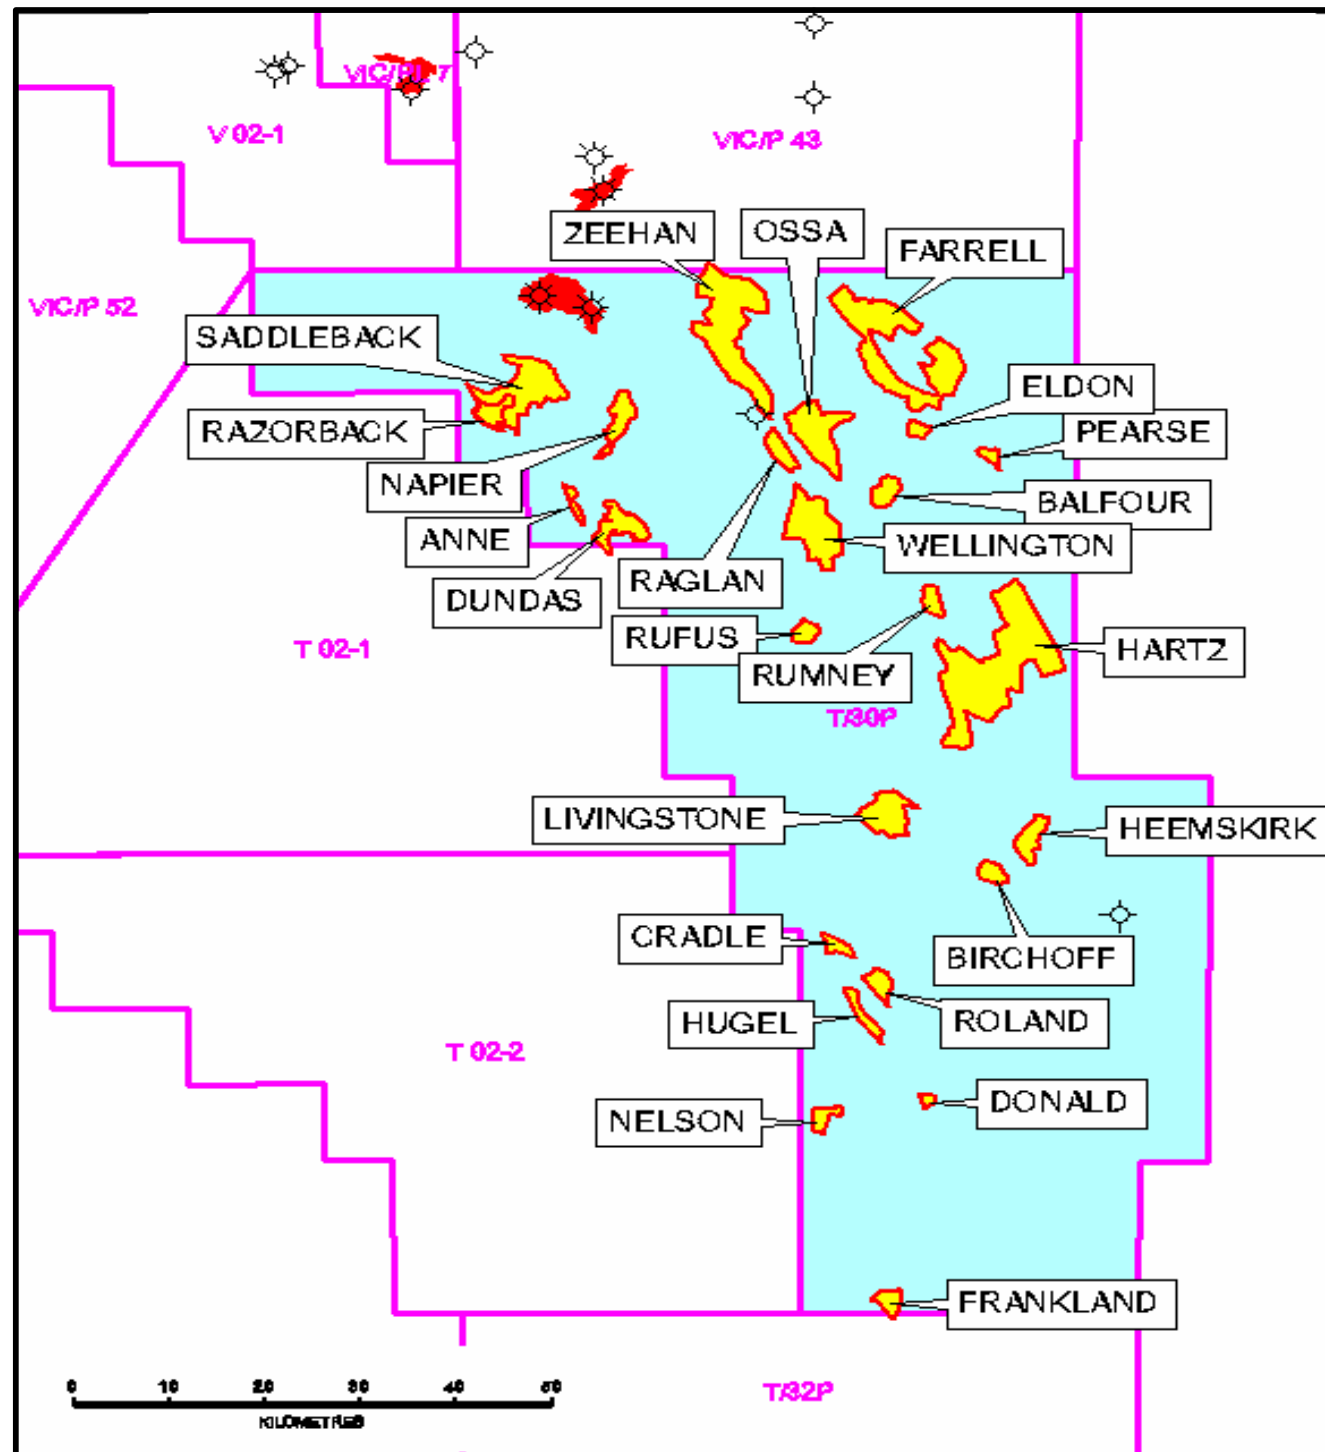 VIC/P 43
V 02-1
ZEEHAN
OSSA
FARRELL
VIC/P 52
SADDLEBACK
ELDON
RAZORBACK
PEARSE
NAPIER
BALFOUR
ANNE
WELLINGTON
RAGLAN
DUNDAS
RUFUS
T 02-1
HARTZ
RUMNEY
T/30P
LIVINGSTONE
HEEMSKIRK
CRADLE
BIRCHOFF
HUGEL
ROLAND
T 02-2
DONALD
NELSON
FRANKLAND
0 10 20 30 40 50
KILOMETRES
T/32P